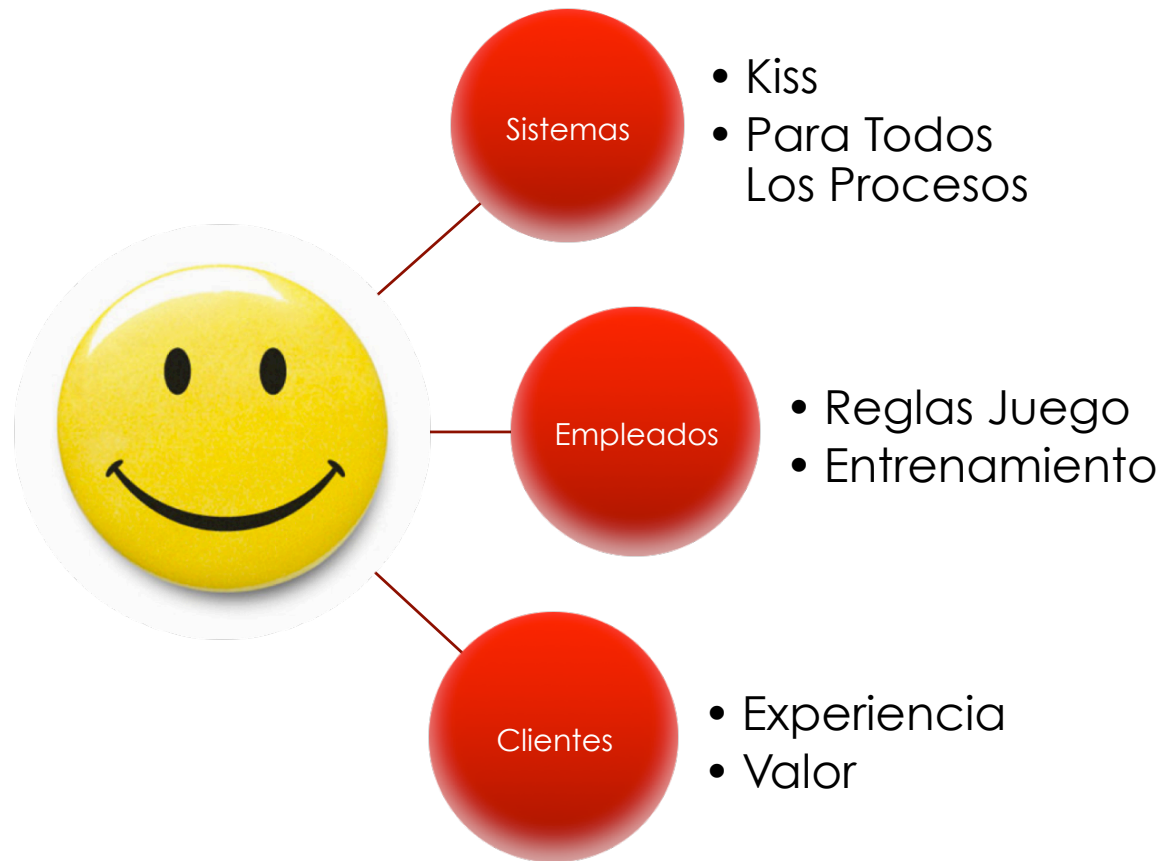 Sistemas
• Kiss
• Para Todos
Los Procesos
Empleados
• Reglas Juego
• Entrenamiento
Clientes
• Experiencia
• Valor